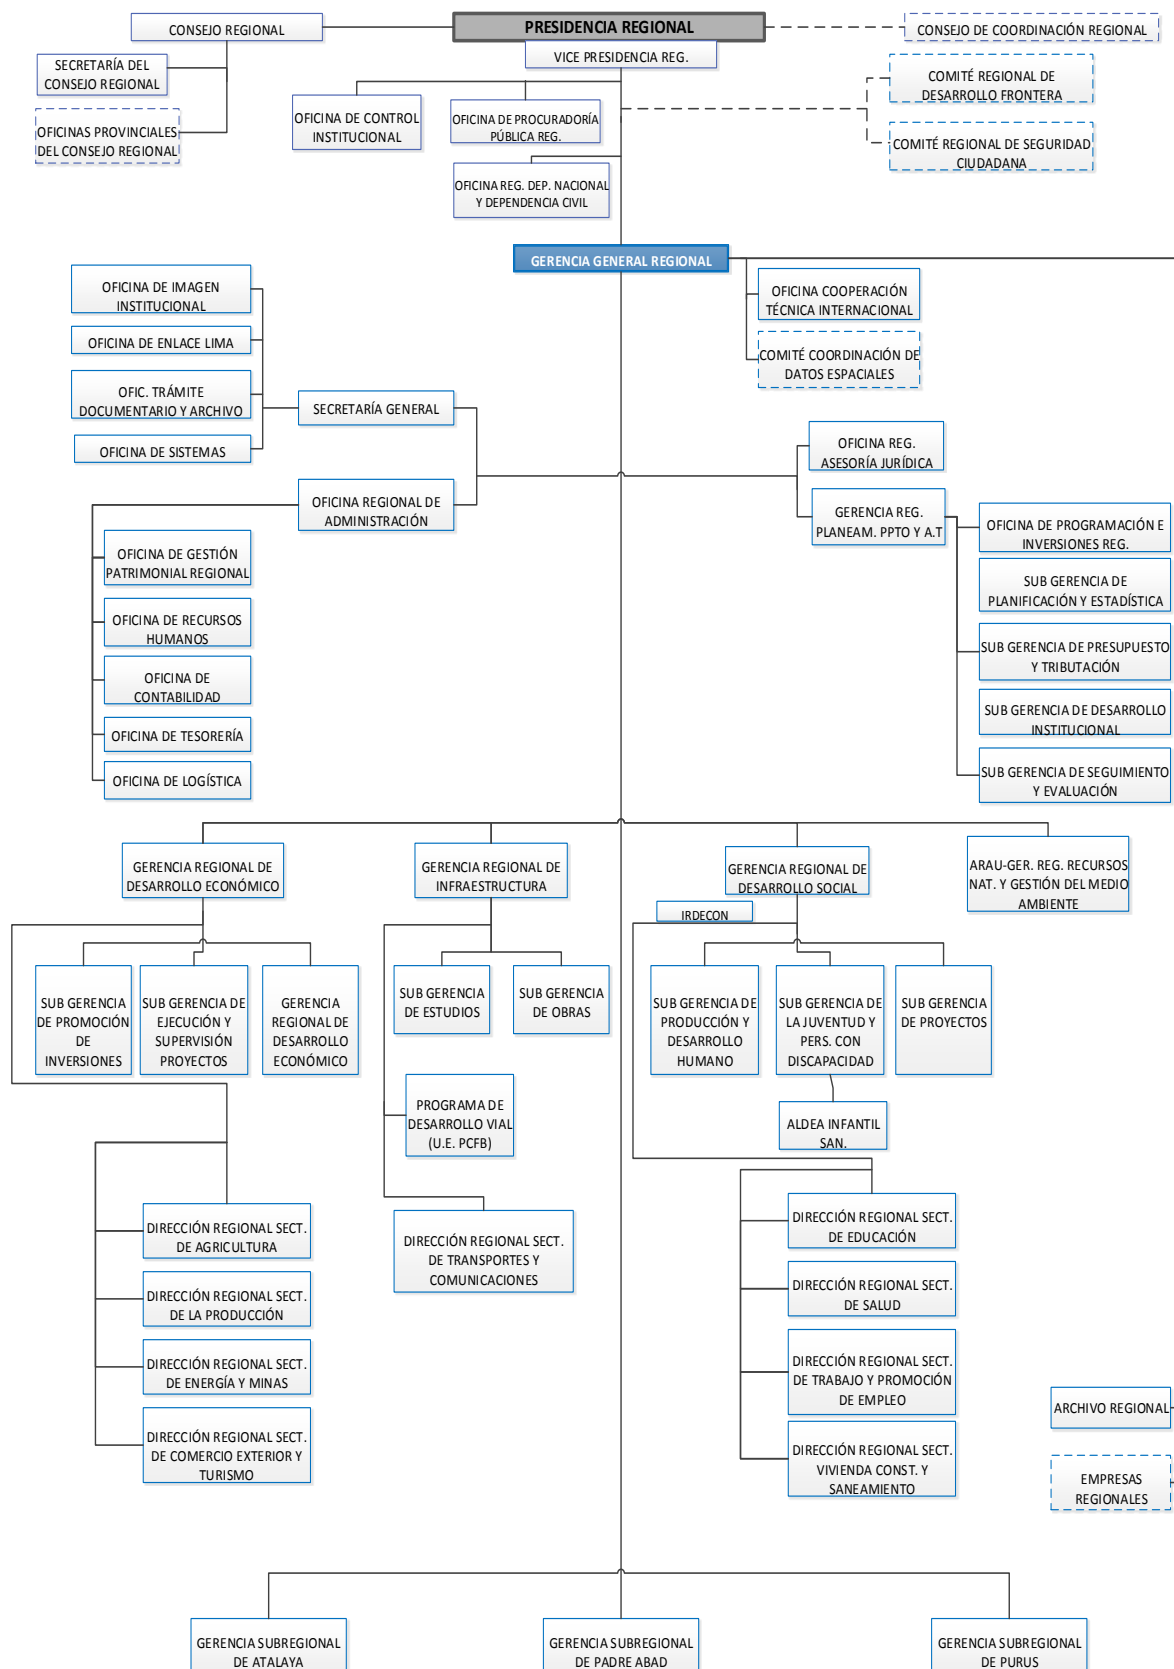 CONSEJO REGIONAL
PRESIDENCIA REGIONAL
CONSEJO DE COORDINACIÓN REGIONAL
VICE PRESIDENCIA REG.
SECRETARÍA DEL
CONSEJO REGIONAL
OFICINAS PROVINCIALES
DEL CONSEJO REGIONAL
OFICINA DE CONTROL
INSTITUCIONAL
OFICINA DE PROCURADORÍA
PÚBLICA REG.
COMITÉ REGIONAL DE
DESARROLLO FRONTERA
COMITÉ REGIONAL DE SEGURIDAD
CIUDADANA
OFICINA REG. DEP. NACIONAL
Y DEPENDENCIA CIVIL
GERENCIA GENERAL REGIONAL
OFICINA COOPERACIÓN
TÉCNICA INTERNACIONAL
COMITÉ COORDINACIÓN DE
DATOS ESPACIALES
OFICINA DE IMAGEN
INSTITUCIONAL
OFICINA DE ENLACE LIMA
OFIC. TRÁMITE
DOCUMENTARIO Y ARCHIVO
OFICINA DE SISTEMAS
SECRETARÍA GENERAL
OFICINA REGIONAL DE
ADMINISTRACIÓN
OFICINA REG.
ASESORÍA JURÍDICA
GERENCIA REG.
PLANEAM. PPTO Y A.T
OFICINA DE GESTIÓN
PATRIMONIAL REGIONAL
OFICINA DE RECURSOS
HUMANOS
OFICINA DE
CONTABILIDAD
OFICINA DE TESORERÍA
OFICINA DE LOGÍSTICA
OFICINA DE PROGRAMACIÓN E
INVERSIONES REG.
SUB GERENCIA DE
PLANIFICACIÓN Y ESTADÍSTICA
SUB GERENCIA DE PRESUPUESTO
Y TRIBUTACIÓN
SUB GERENCIA DE DESARROLLO
INSTITUCIONAL
SUB GERENCIA DE SEGUIMIENTO
Y EVALUACIÓN
GERENCIA REGIONAL DE
DESARROLLO ECONÓMICO
GERENCIA REGIONAL DE
INFRAESTRUCTURA
GERENCIA REGIONAL DE
DESARROLLO SOCIAL
ARAU-GER. REG. RECURSOS
NAT. Y GESTIÓN DEL MEDIO
AMBIENTE
IRDECON
SUB GERENCIA
DE PROMOCIÓN
DE
INVERSIONES
SUB GERENCIA DE
EJECUCIÓN Y
SUPERVISIÓN
PROYECTOS
GERENCIA
REGIONAL DE
DESARROLLO
ECONÓMICO
SUB GERENCIA
DE ESTUDIOS
SUB GERENCIA
DE OBRAS
SUB GERENCIA DE
PRODUCCIÓN Y
DESARROLLO
HUMANO
SUB GERENCIA DE
LA JUVENTUD Y
PERS. CON
DISCAPACIDAD
SUB GERENCIA
DE PROYECTOS
PROGRAMA DE
DESARROLLO VIAL
(U.E. PCFB)
ALDEA INFANTIL
SAN.
DIRECCIÓN REGIONAL SECT.
DE AGRICULTURA
DIRECCIÓN REGIONAL SECT.
DE LA PRODUCCIÓN
DIRECCIÓN REGIONAL SECT.
DE ENERGÍA Y MINAS
DIRECCIÓN REGIONAL SECT.
DE COMERCIO EXTERIOR Y
TURISMO
DIRECCIÓN REGIONAL SECT.
DE TRANSPORTES Y
COMUNICACIONES
DIRECCIÓN REGIONAL SECT.
DE EDUCACIÓN
DIRECCIÓN REGIONAL SECT.
DE SALUD
DIRECCIÓN REGIONAL SECT.
DE TRABAJO Y PROMOCIÓN
DE EMPLEO
DIRECCIÓN REGIONAL SECT.
VIVIENDA CONST. Y
SANEAMIENTO
ARCHIVO REGIONAL
EMPRESAS
REGIONALES
GERENCIA SUBREGIONAL
DE ATALAYA
GERENCIA SUBREGIONAL
DE PADRE ABAD
GERENCIA SUBREGIONAL
DE PURUS